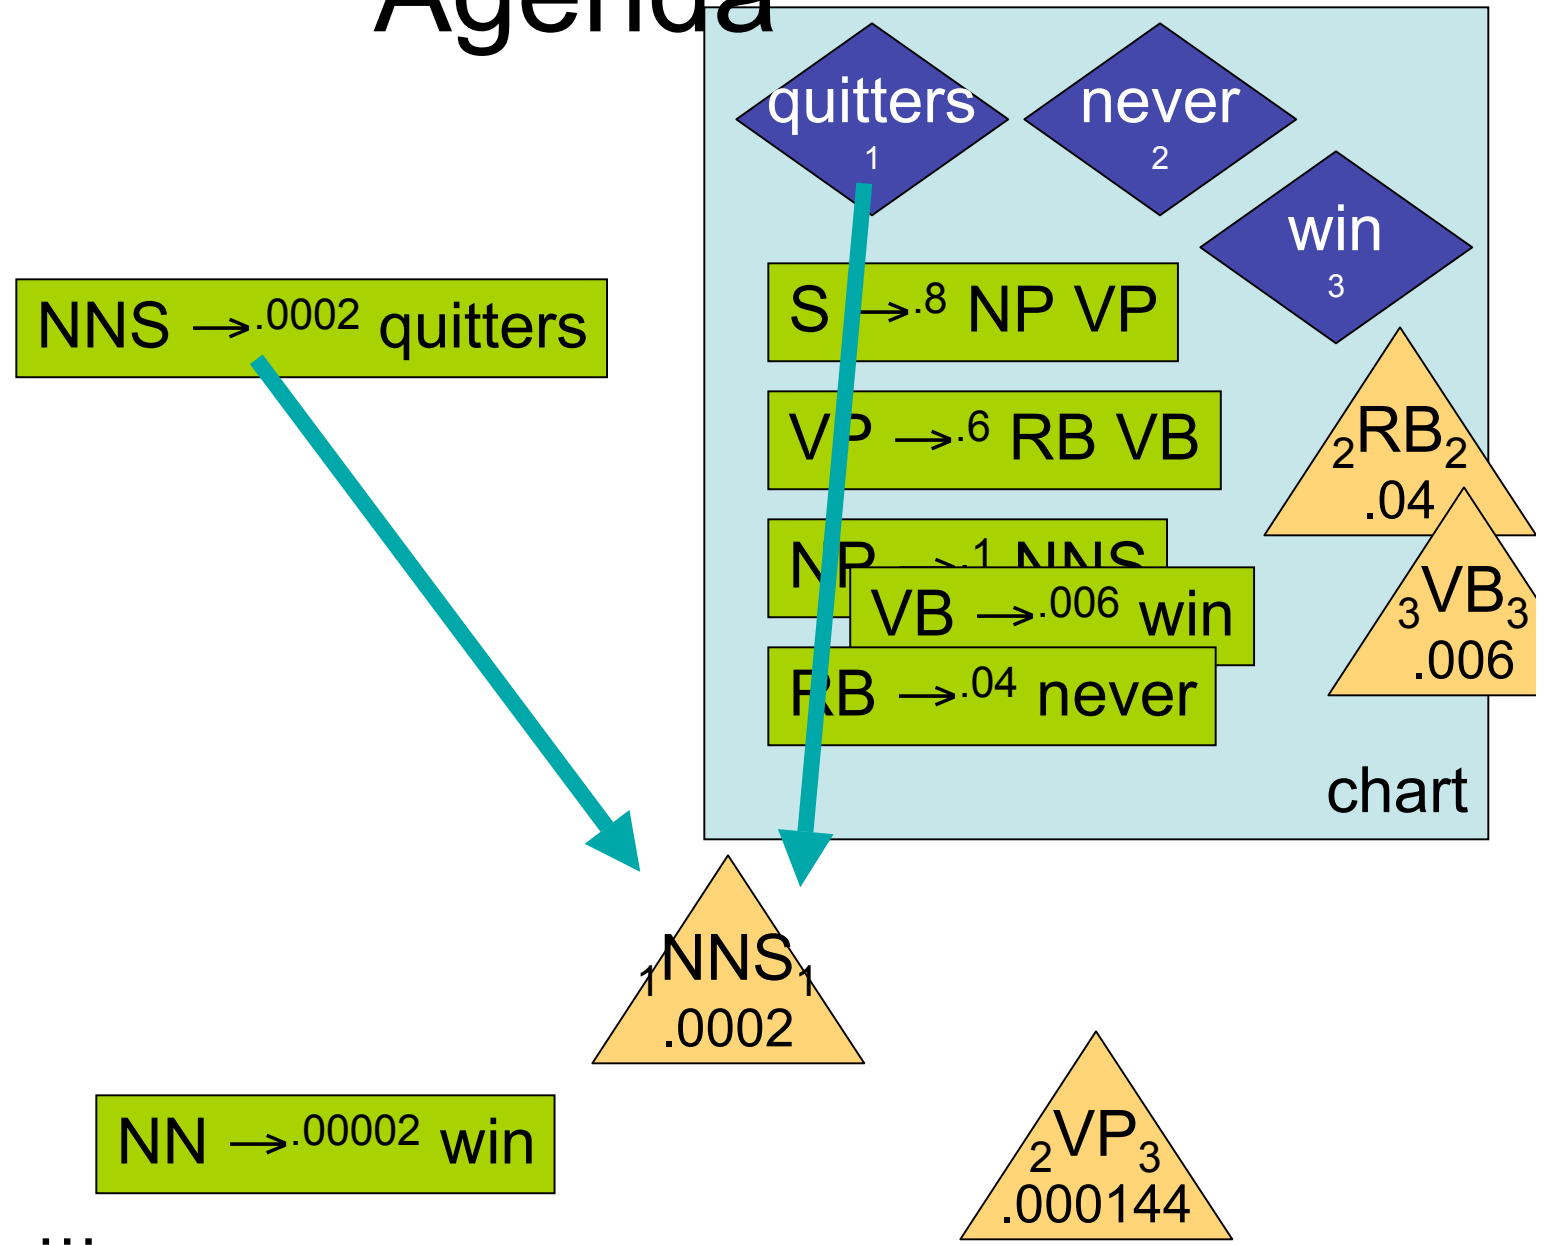 Agenda
quitters
1
never
2
win
3
NNS →.0002 quitters
S →.8 NP VP
VP →.6 RB VB
NP →.1 NNS
VB →.006 win
RB →.04 never
2RB2
.04
3VB3
.006
chart
1NNS1
.0002
NN →.00002 win
2VP3
.000144
...